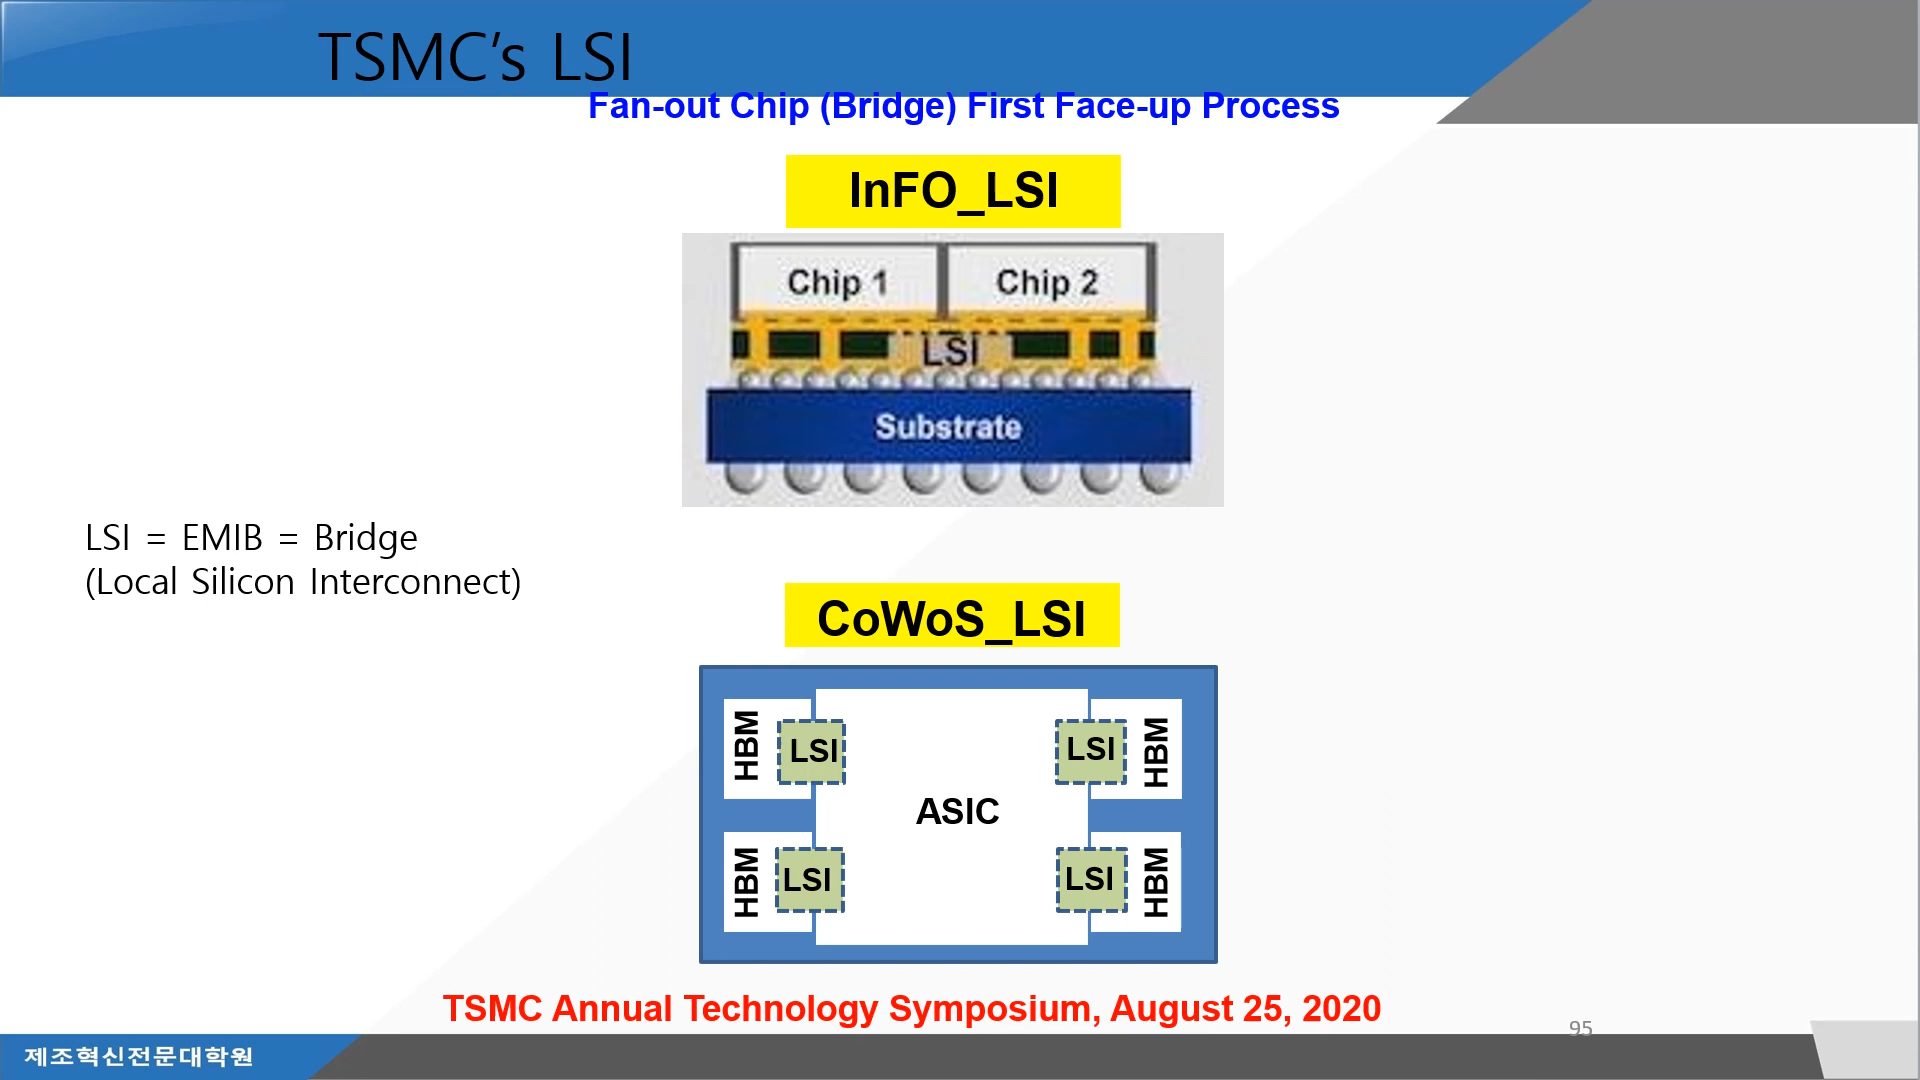 TSMC’s LSI
Fan-out Chip (Bridge) First Face-up Process
InFO_LSI
Chip 1
Chip 2
LSI
Substrate
LSI = EMIB = Bridge
(Local Silicon Interconnect)
CoWoS_LSI
HBM
LSI
LSI
HBM
ASIC
HBM
LSI
LSI
HBM
TSMC Annual Technology Symposium, August 25, 2020
95
제조혁신전문대학원